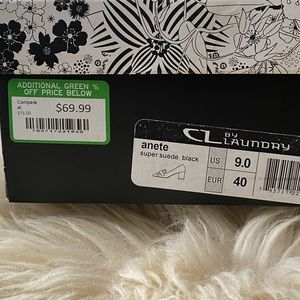 ADDITIONAL GREEN %
OFF PRICE BELOW
Compare
at
$69.99
$75.00
CL BY
LAUNDRY
anete
super suede black
US 9.0
EUR 40